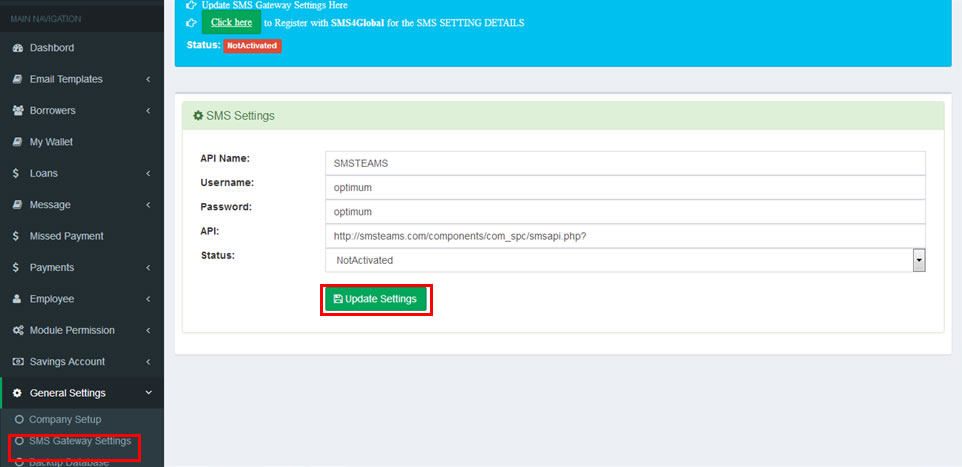 MAIN NAVIGATION
Dashbord
Email Templates
Borrowers
My Wallet
Loans
Message
Missed Payment
Payments
Employee
Module Permission
Savings Account
General Settings
Company Setup
SMS Gateway Settings
Backup Database
Update SMS Gateway Settings Here
Click here to Register with SMS4Global for the SMS SETTING DETAILS
Status: NotActivated
SMS Settings
API Name: SMSTEAMS
Username: optimum
Password: optimum
API: http://smsteams.com/components/com_spc/smsapi.php?
Status: NotActivated
Update Settings